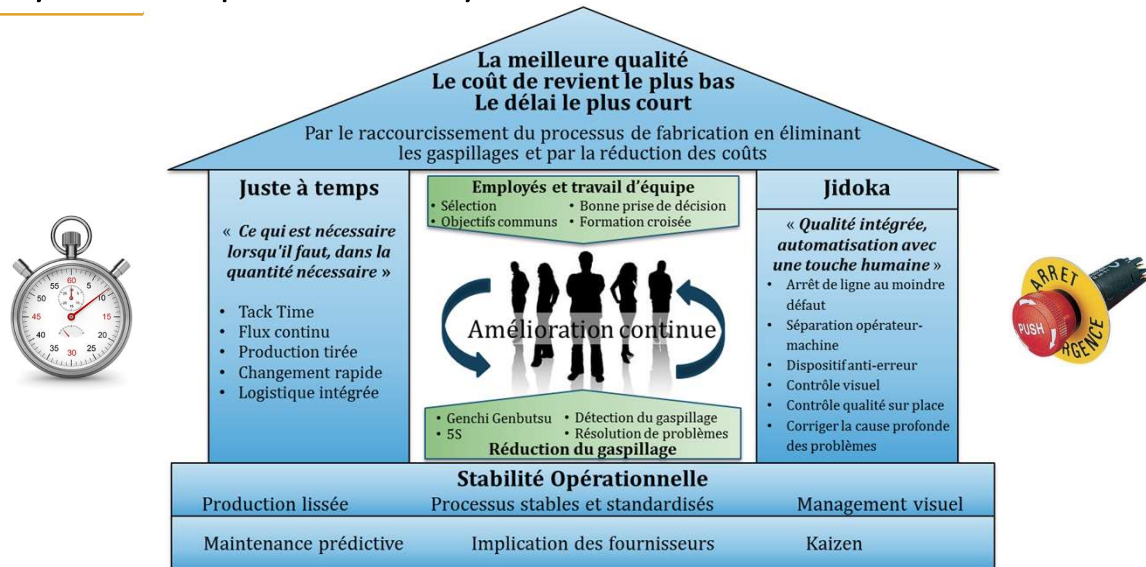 La meilleure qualité
Le coût de revient le plus bas
Le délai le plus court
Par le raccourcissement du processus de fabrication en éliminant
les gaspillages et par la réduction des coûts
Juste à temps
« Ce qui est nécessaire
lorsqu'il faut, dans la
quantité nécessaire »
• Tack Time
• Flux continu
• Production tirée
• Changement rapide
• Logistique intégrée
Employés et travail d'équipe
• Sélection
• Bonne prise de décision
• Objectifs communs
• Formation croisée
Amélioration continue
• Genchi Genbutsu
• Détection du gaspillage
• 5S
• Résolution de problèmes
Réduction du gaspillage
Jidoka
« Qualité intégrée,
automatisation avec
une touche humaine »
• Arrêt de ligne au moindre
défaut
• Séparation opérateur-
machine
• Dispositif anti-erreur
• Contrôle visuel
• Contrôle qualité sur place
• Corriger la cause profonde
des problèmes
Stabilité Opérationnelle
Production lissée
Processus stables et standardisés
Management visuel
Maintenance prédictive
Implication des fournisseurs
Kaizen
60
5
10
15
20
25
30
35
40
45
50
55
ARRET
PUSH
RGENCE